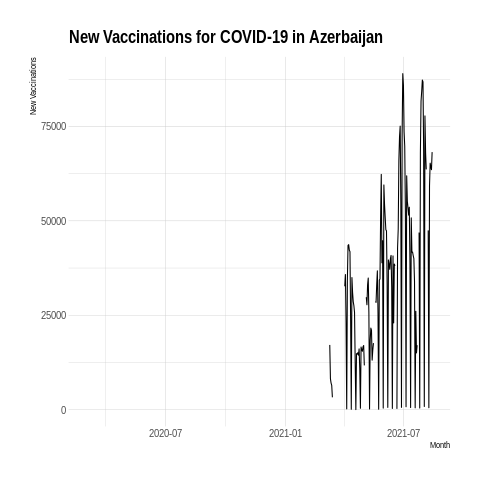 New Vaccinations for COVID-19 in Azerbaijan
New Vaccinations
75000
50000
25000
0
2020-07 2021-01 2021-07
Month